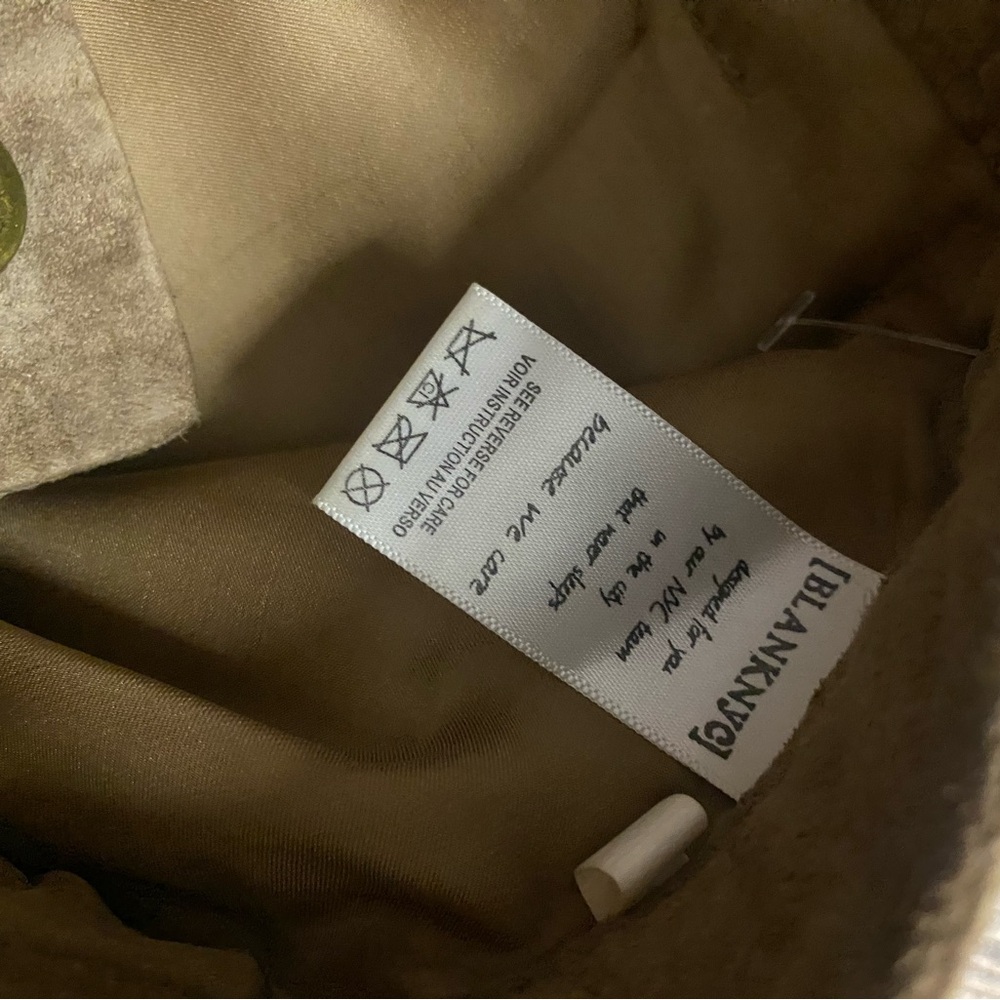 [BLANKNYC]
designed for you
by our NYC team
in the city
that never sleeps
because we care
SEE REVERSE FOR CARE
VOIR INSTRUCTION AU VERSO
Cl